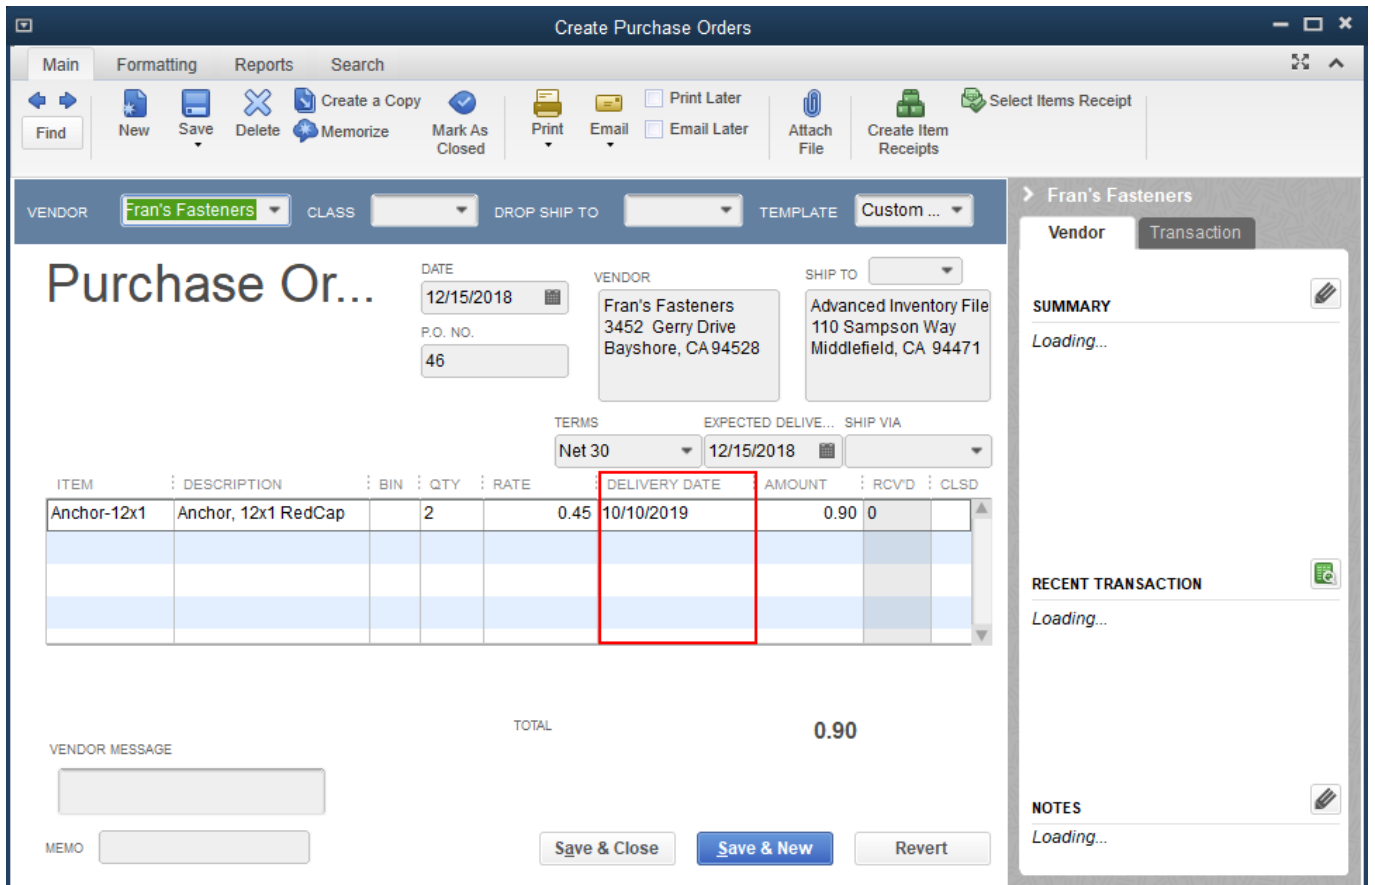 Create Purchase Orders
Main Formatting Reports Search
Find
New
Save
Delete
Create a Copy
Memorize
Mark As
Closed
Print
Email
Print Later
Email Later
Attach
File
Create Item
Receipts
Select Items Receipt
VENDOR Fran's Fasteners CLASS DROP SHIP TO TEMPLATE Custom ...
Purchase Or...
DATE
12/15/2018
P.O. NO.
46
VENDOR
Fran's Fasteners
3452 Gerry Drive
Bayshore, CA 94528
SHIP TO
Advanced Inventory File
110 Sampson Way
Middlefield, CA 94471
TERMS
Net 30
EXPECTED DELIVE...
12/15/2018
SHIP VIA
ITEM DESCRIPTION BIN QTY RATE DELIVERY DATE AMOUNT RCV'D CLSD
Anchor-12x1 Anchor, 12x1 RedCap 2 0.45 10/10/2019 0.90 0
TOTAL 0.90
VENDOR MESSAGE
MEMO
Save & Close
Save & New
Revert
Fran's Fasteners
Vendor Transaction
SUMMARY
Loading...
RECENT TRANSACTION
Loading...
NOTES
Loading...